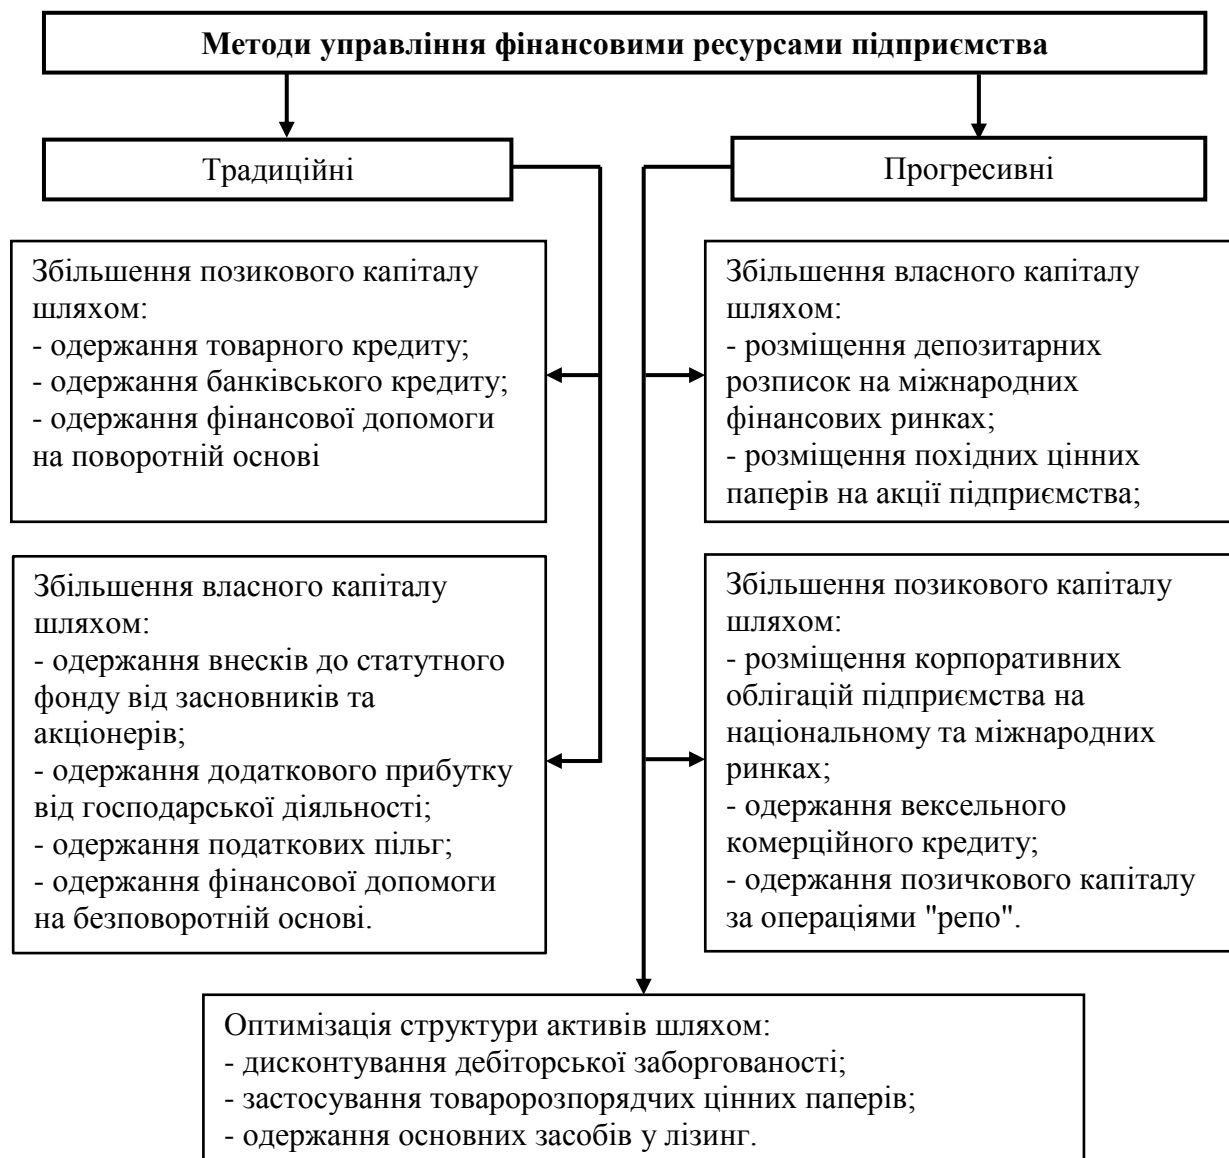 Методи управління фінансовими ресурсами підприємства
Традиційні
Прогресивні
Збільшення позикового капіталу
шляхом:
- одержання товарного кредиту;
- одержання банківського кредиту;
- одержання фінансової допомоги
на поворотній основі
Збільшення власного капіталу
шляхом:
- розміщення депозитарних
розписок на міжнародних
фінансових ринках;
- розміщення похідних цінних
паперів на акції підприємства;
Збільшення власного капіталу
шляхом:
- одержання внесків до статутного
фонду від засновників та
акціонерів;
- одержання додаткового прибутку
від господарської діяльності;
- одержання податкових пільг;
- одержання фінансової допомоги
на безповоротній основі.
Збільшення позикового капіталу
шляхом:
- розміщення корпоративних
облігацій підприємства на
національному та міжнародних
ринках;
- одержання вексельного
комерційного кредиту;
- одержання позичкового капіталу
за операціями "репо".
Оптимізація структури активів шляхом:
- дисконтування дебіторської заборгованості;
- застосування товаророзпорядчих цінних паперів;
- одержання основних засобів у лізинг.